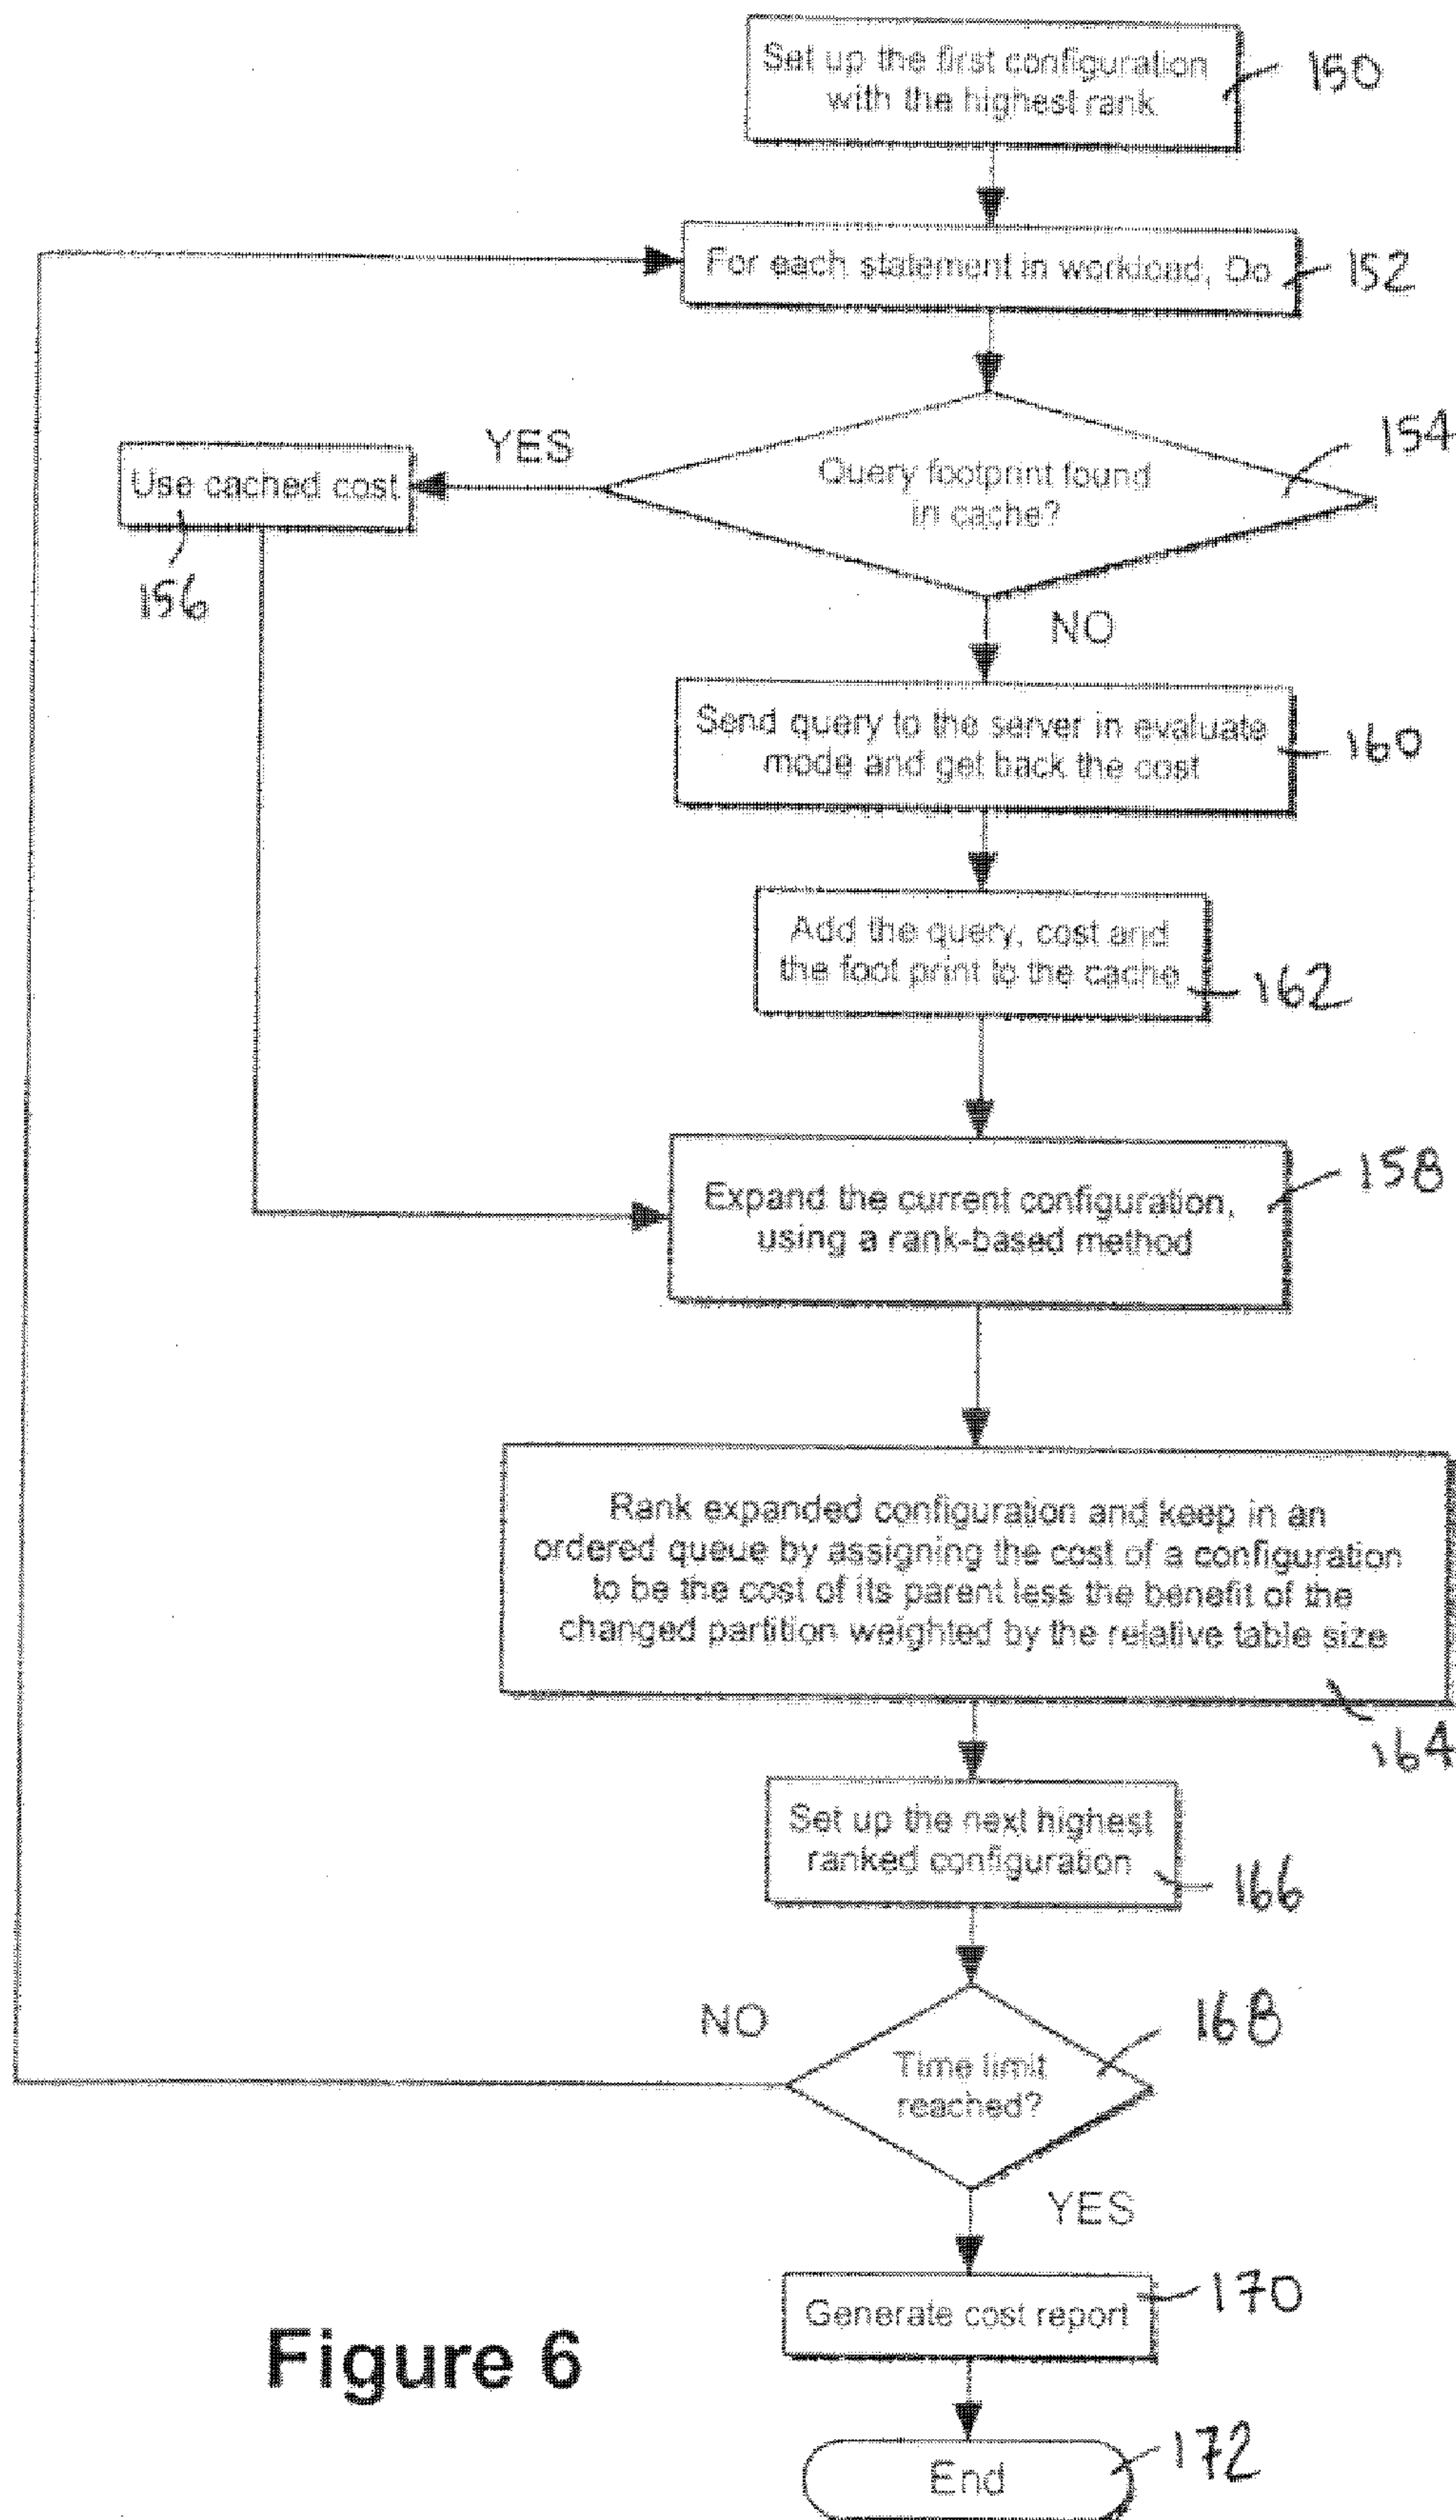 Set up the first configuration
with the highest rank
150
For each statement in workload, Do
152
154
YES
Query footprint found
in cache?
Use cached cost
156
NO
Send query to the server in evaluate
mode and get back the cost
160
Add the query, cost and
the foot print to the cache
162
158
Expand the current configuration,
using a rank-based method
Rank expanded configuration and keep in an
ordered queue by assigning the cost of a configuration
to be the cost of its parent less the benefit of the
changed partition weighted by the relative table size
164
Set up the next highest
ranked configuration
166
NO
168
Time limit
reached?
YES
170
Generate cost report
Figure 6
End
172